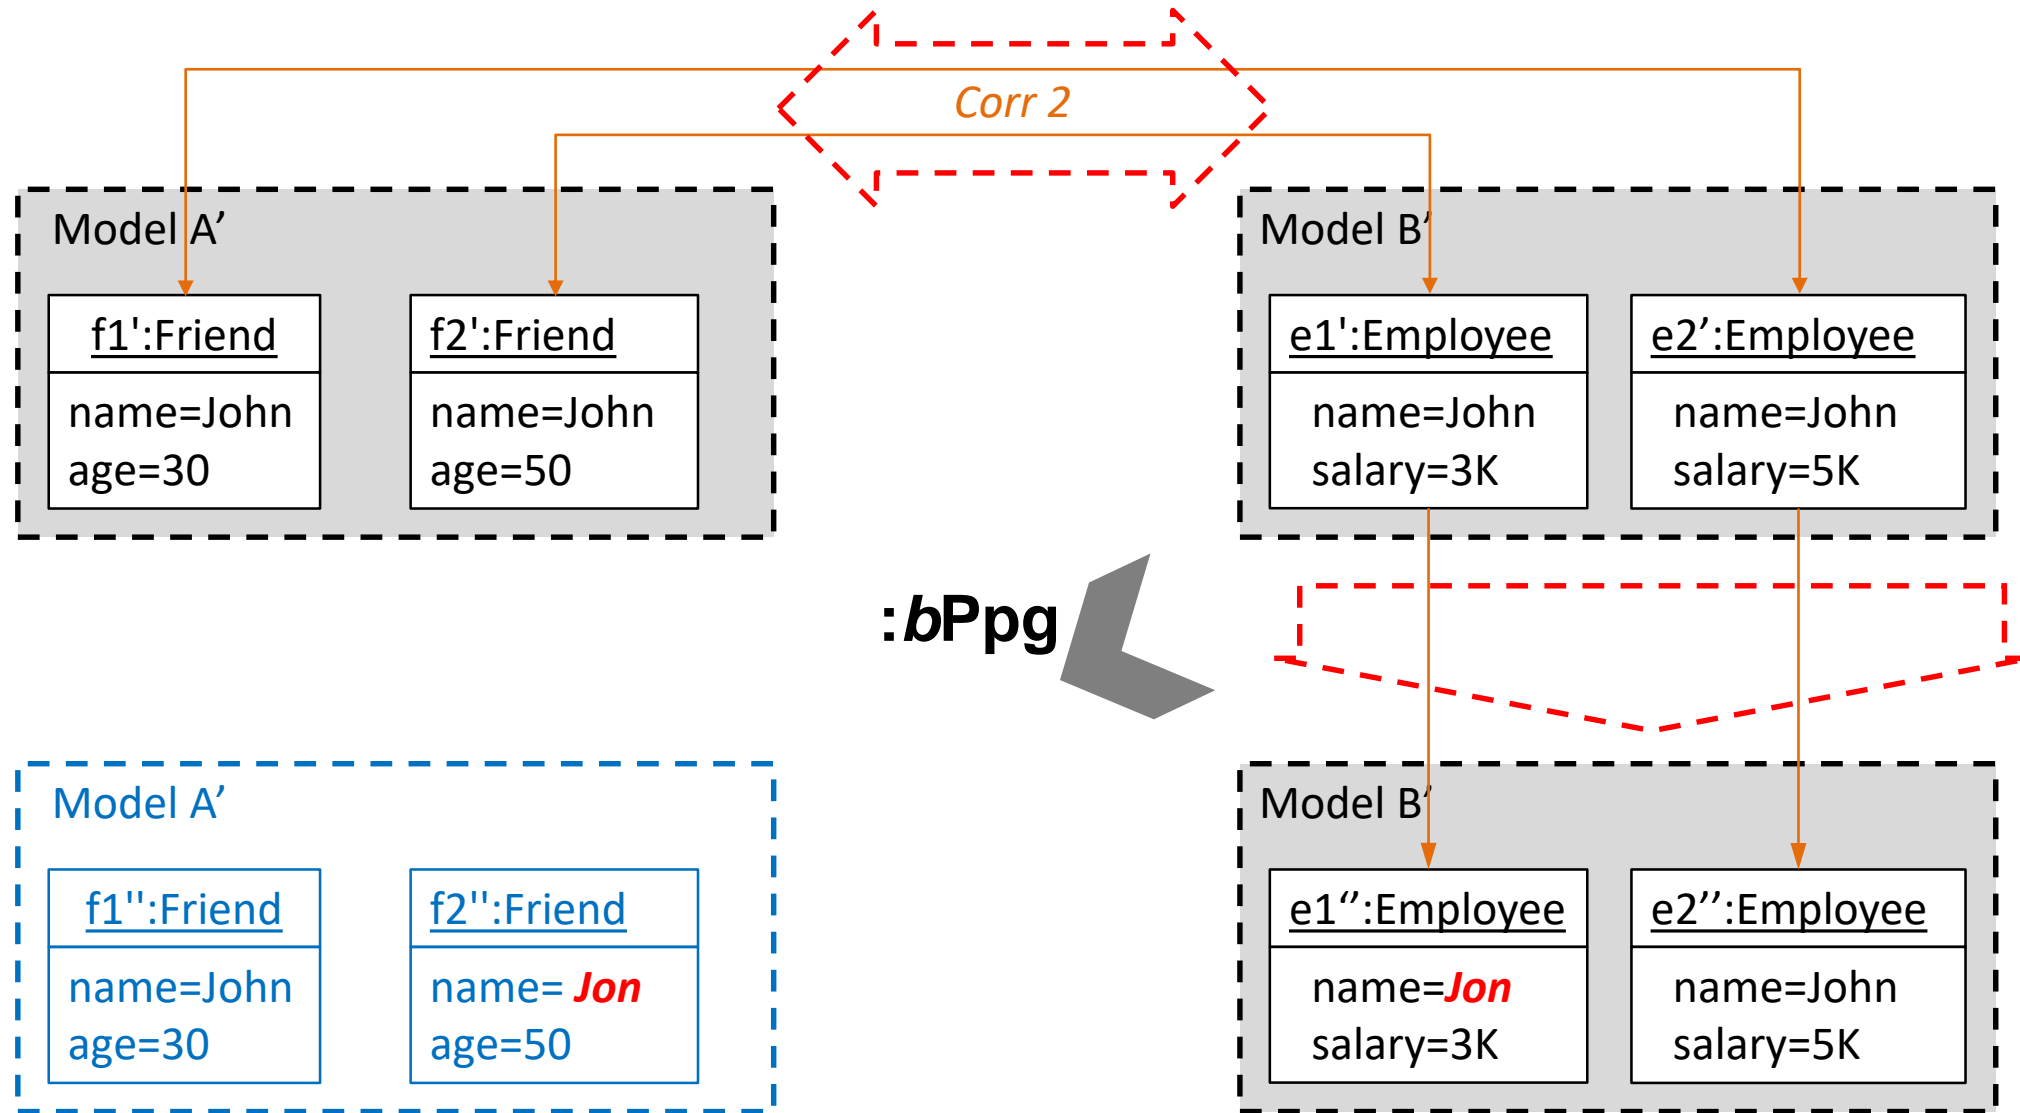 Corr 2
Model A’
f1':Friend
name=John
age=30
f2':Friend
name=John
age=50
Model B’
e1':Employee
name=John
salary=3K
e2’:Employee
name=John
salary=5K
:bPpg
Model A’
f1'':Friend
name=John
age=30
f2'':Friend
name= Jon
age=50
Model B’
e1‘’:Employee
name=Jon
salary=3K
e2’’:Employee
name=John
salary=5K